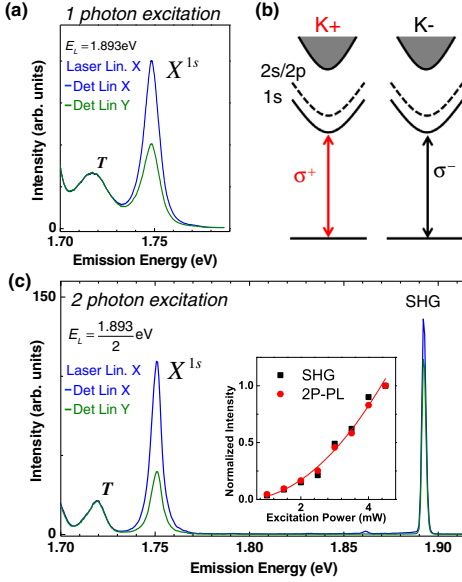 (a)
1 photon excitation
E_L = 1.893eV
Laser Lin. X
Det Lin X
Det Lin Y
X^1s
T
Intensity (arb. units)
0
1.70
1.75
Emission Energy (eV)
(b)
K+
K-
2s/2p
1s
σ+
σ−
(c)
2 photon excitation
150
E_L = 1.893/2 eV
Laser Lin. X
Det Lin X
Det Lin Y
X^1s
T
SHG
Intensity (arb. units)
0
1.70
1.75
1.80
1.85
1.90
Emission Energy (eV)
SHG
2P-PL
Normalized Intensity
1.0
0.5
0.0
2
4
Excitation Power (mW)